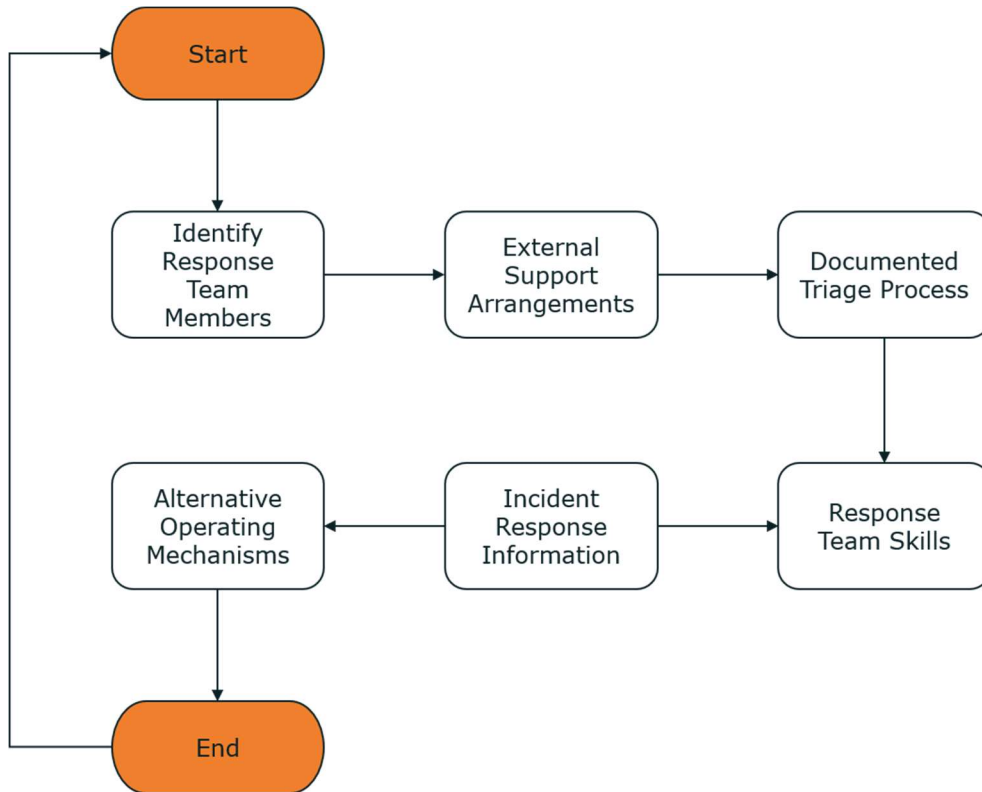 Start
Identify
Response
Team
Members
External
Support
Arrangements
Documented
Triage Process
Alternative
Operating
Mechanisms
Incident
Response
Information
Response
Team Skills
End